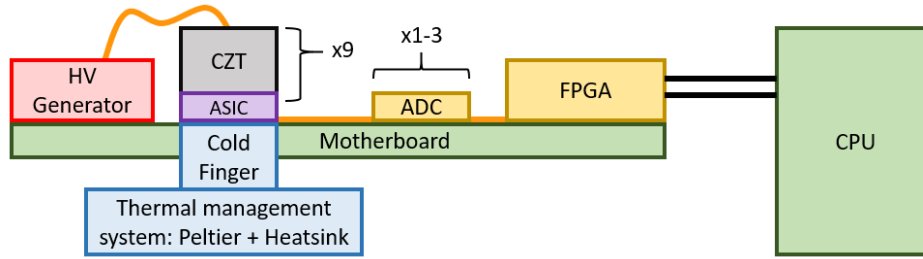 HV
Generator
CZT
ASIC
x9
x1-3
ADC
FPGA
CPU
Motherboard
Cold
Finger
Thermal management
system: Peltier + Heatsink